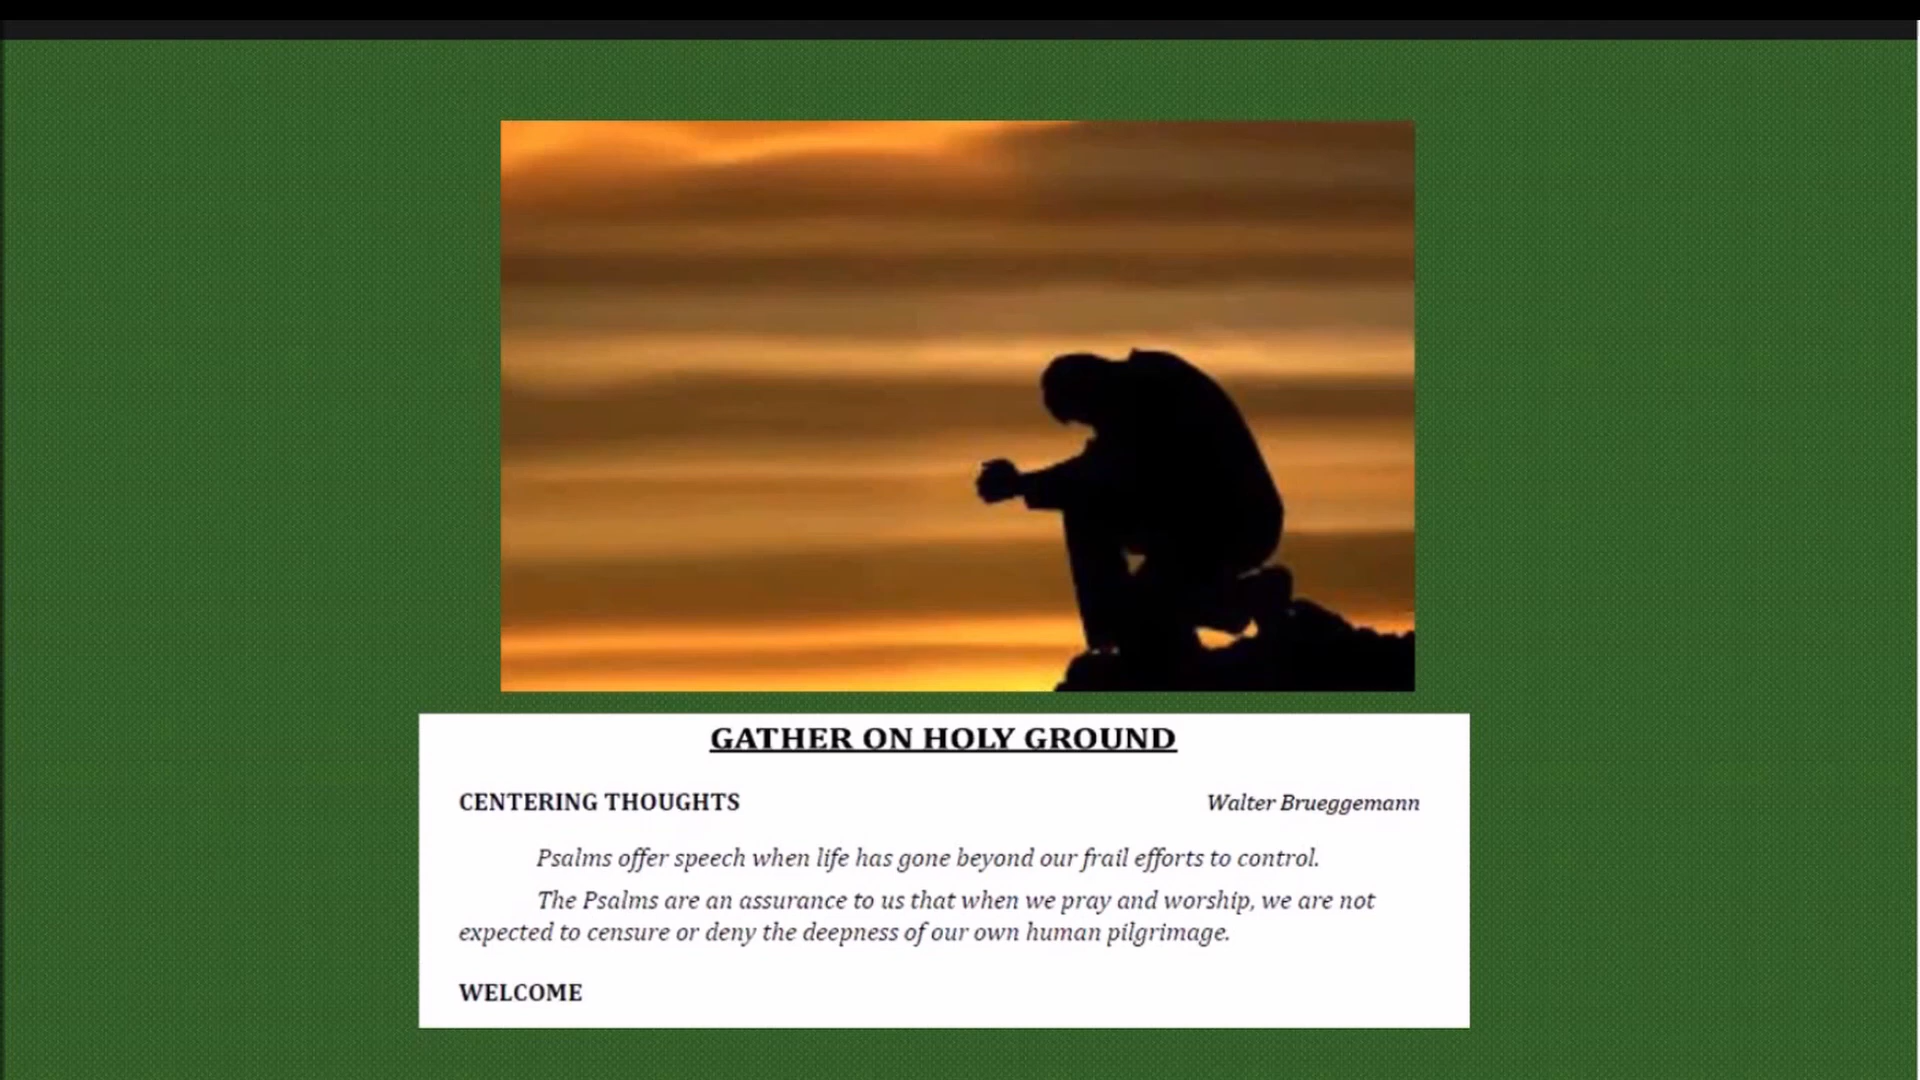 GATHER ON HOLY GROUND
CENTERING THOUGHTS Walter Brueggemann
Psalms offer speech when life has gone beyond our frail efforts to control.
The Psalms are an assurance to us that when we pray and worship, we are not
expected to censure or deny the deepness of our own human pilgrimage.
WELCOME